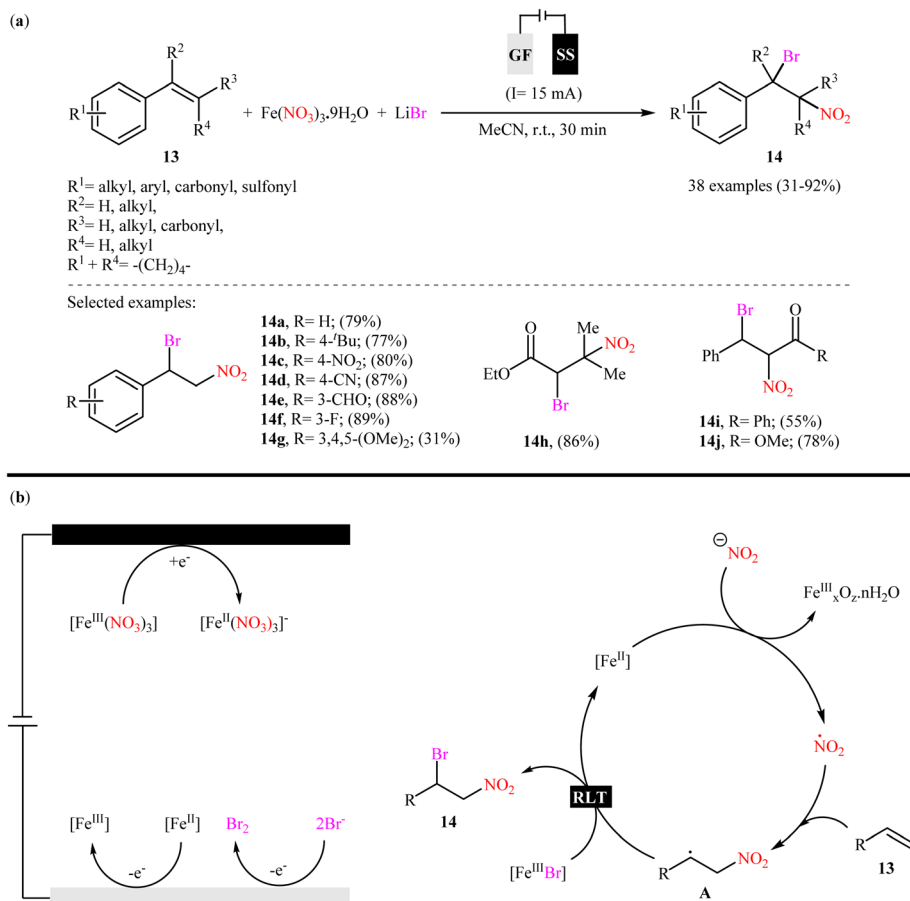 (a)
GF SS
(I= 15 mA)
R² R³ R⁴ R¹ + Fe(NO₃)₃.9H₂O + LiBr
MeCN, r.t., 30 min
R² Br R³ R¹ R⁴ NO₂
13
14
R¹= alkyl, aryl, carbonyl, sulfonyl
38 examples (31-92%)
R²= H, alkyl,
R³= H, alkyl, carbonyl,
R⁴= H, alkyl
R¹ + R⁴= -(CH₂)₄-
Selected examples:
Br
NO₂
R
14a, R= H; (79%)
14b, R= 4-ᵗBu; (77%)
14c, R= 4-NO₂; (80%)
14d, R= 4-CN; (87%)
14e, R= 3-CHO; (88%)
14f, R= 3-F; (89%)
14g, R= 3,4,5-(OMe)₂; (31%)
O Me
NO₂
EtO Me
Br
14h, (86%)
Br O
Ph R
NO₂
14i, R= Ph; (55%)
14j, R= OMe; (78%)
(b)
+e⁻
[Feᴵᴵᴵ(NO₃)₃] [Feᴵᴵ(NO₃)₃]⁻
[Feᴵᴵᴵ] [Feᴵᴵ] Br₂ 2Br⁻
-e⁻ -e⁻
⊖NO₂
FeᴵᴵᴵₓO_z.nH₂O
[Feᴵᴵ]
•NO₂
Br
NO₂
R
14
RLT
[FeᴵᴵᴵBr]
R • NO₂
A
R
13